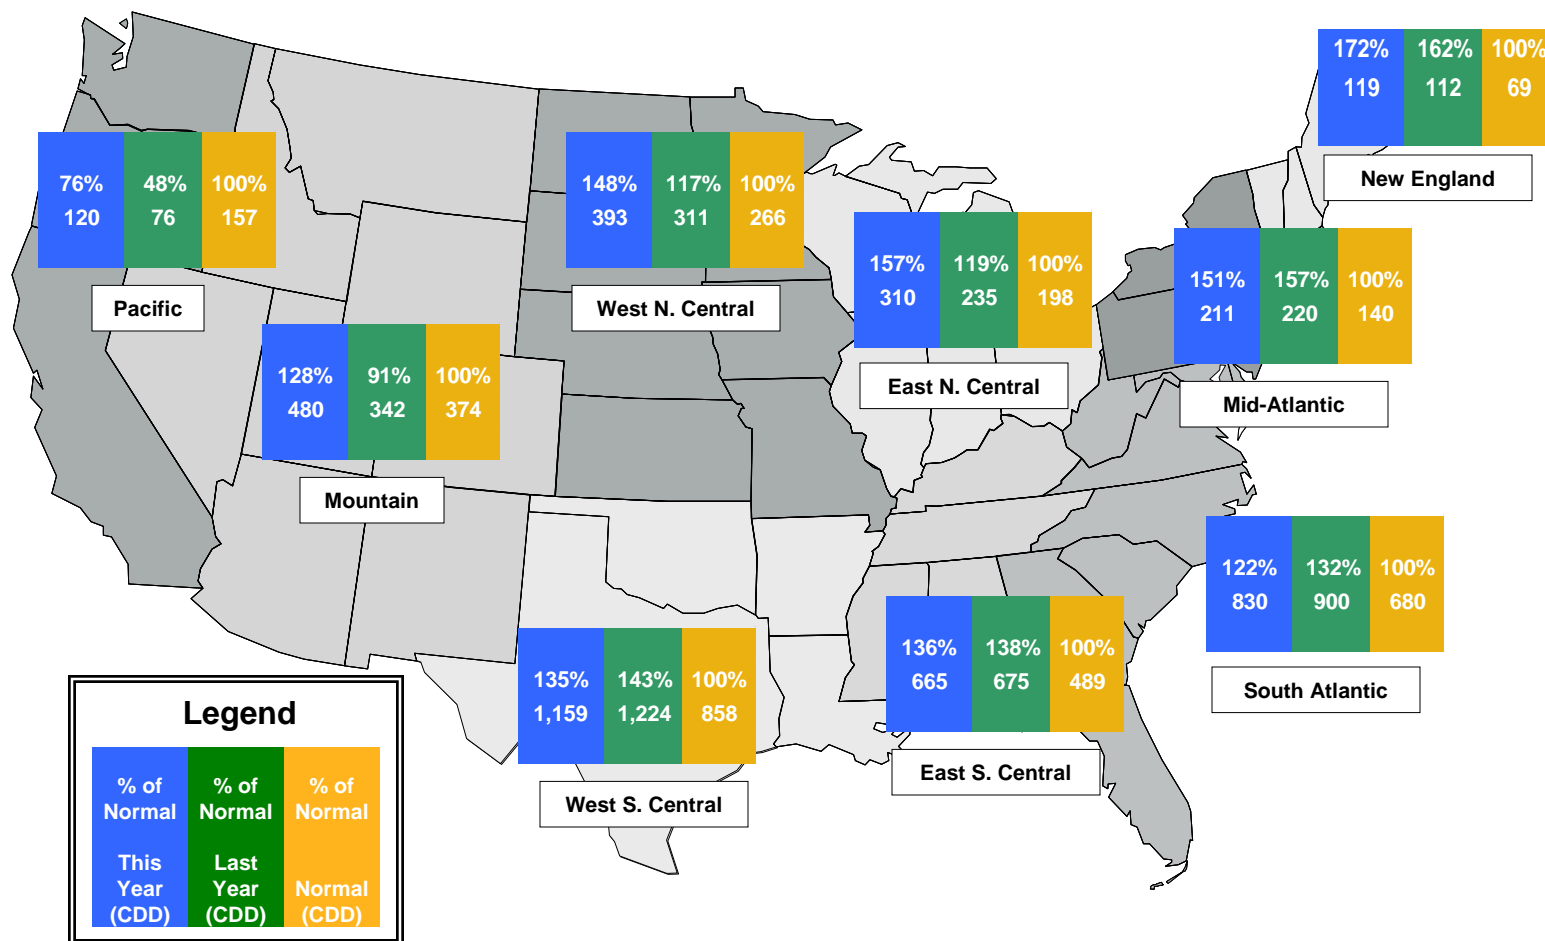 172% 162% 100%
119 112 69
New England
76% 48% 100%
120 76 157
Pacific
148% 117% 100%
393 311 266
West N. Central
157% 119% 100%
310 235 198
East N. Central
151% 157% 100%
211 220 140
Mid-Atlantic
128% 91% 100%
480 342 374
Mountain
122% 132% 100%
830 900 680
South Atlantic
136% 138% 100%
665 675 489
East S. Central
135% 143% 100%
1,159 1,224 858
West S. Central
Legend
% of % of % of
Normal Normal Normal
This Last
Year Year Normal
(CDD) (CDD) (CDD)